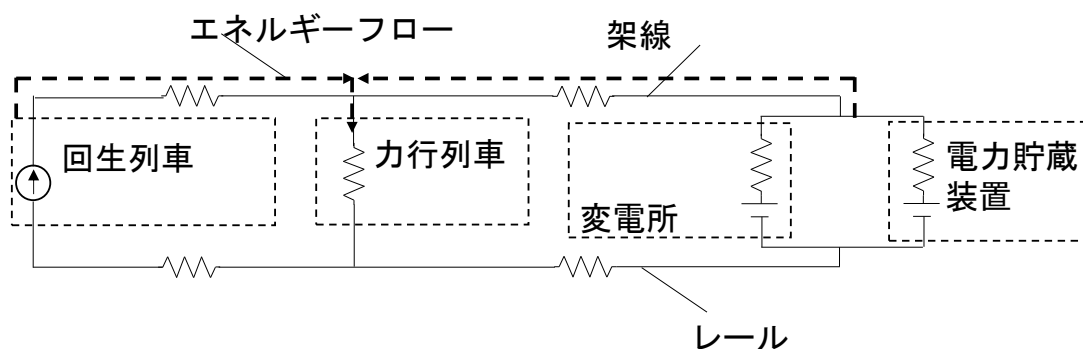 エネルギーフロー
架線
回生列車
力行列車
変電所
電力貯蔵
装置
レール